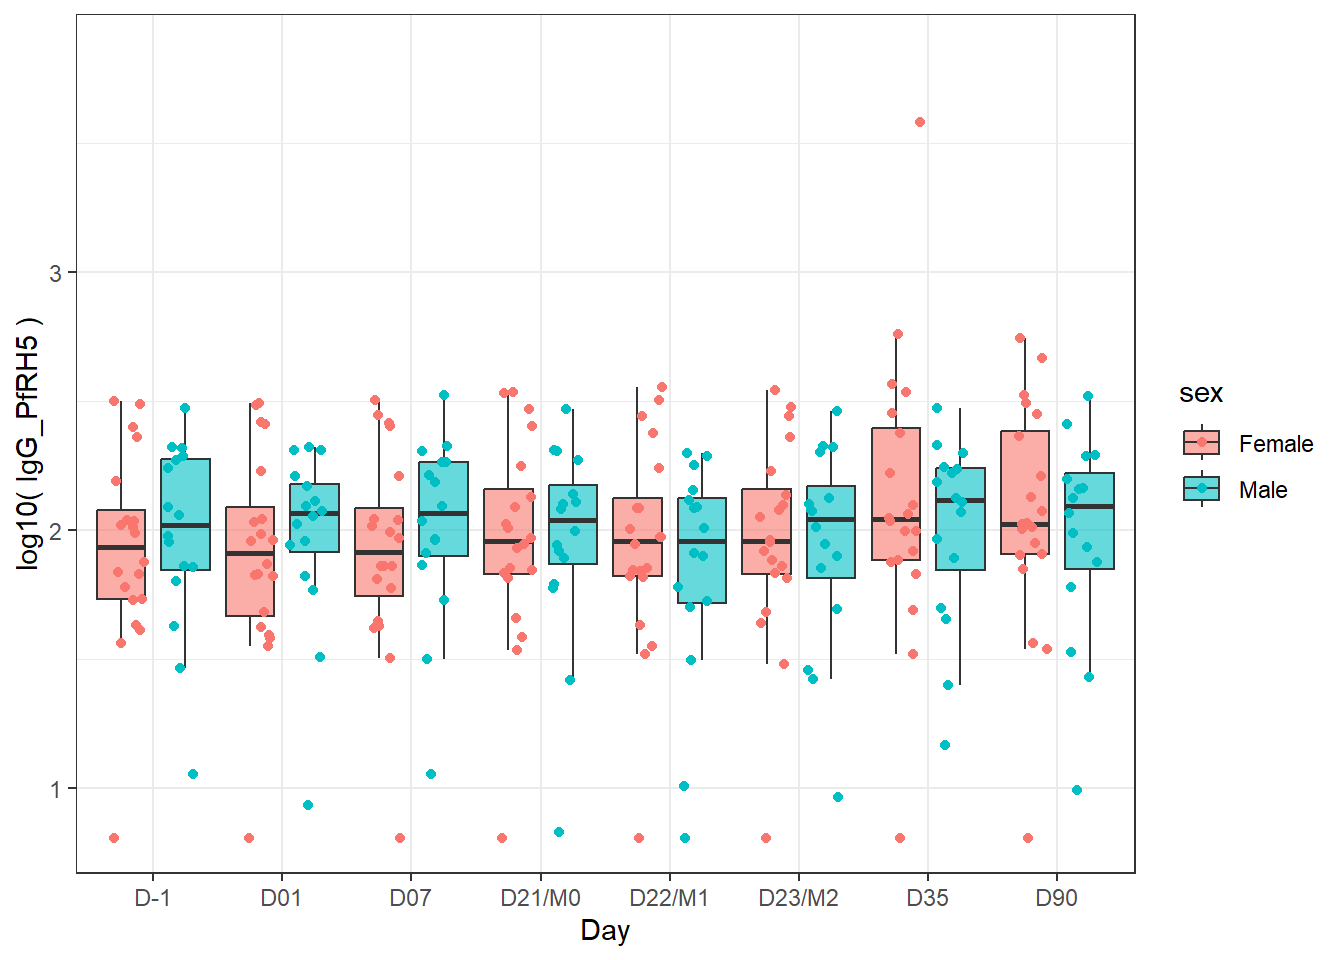 log10( IgG_PfRH5 )
3
2
1
D-1 D01 D07 D21/M0 D22/M1 D23/M2 D35 D90
Day
sex
Female
Male